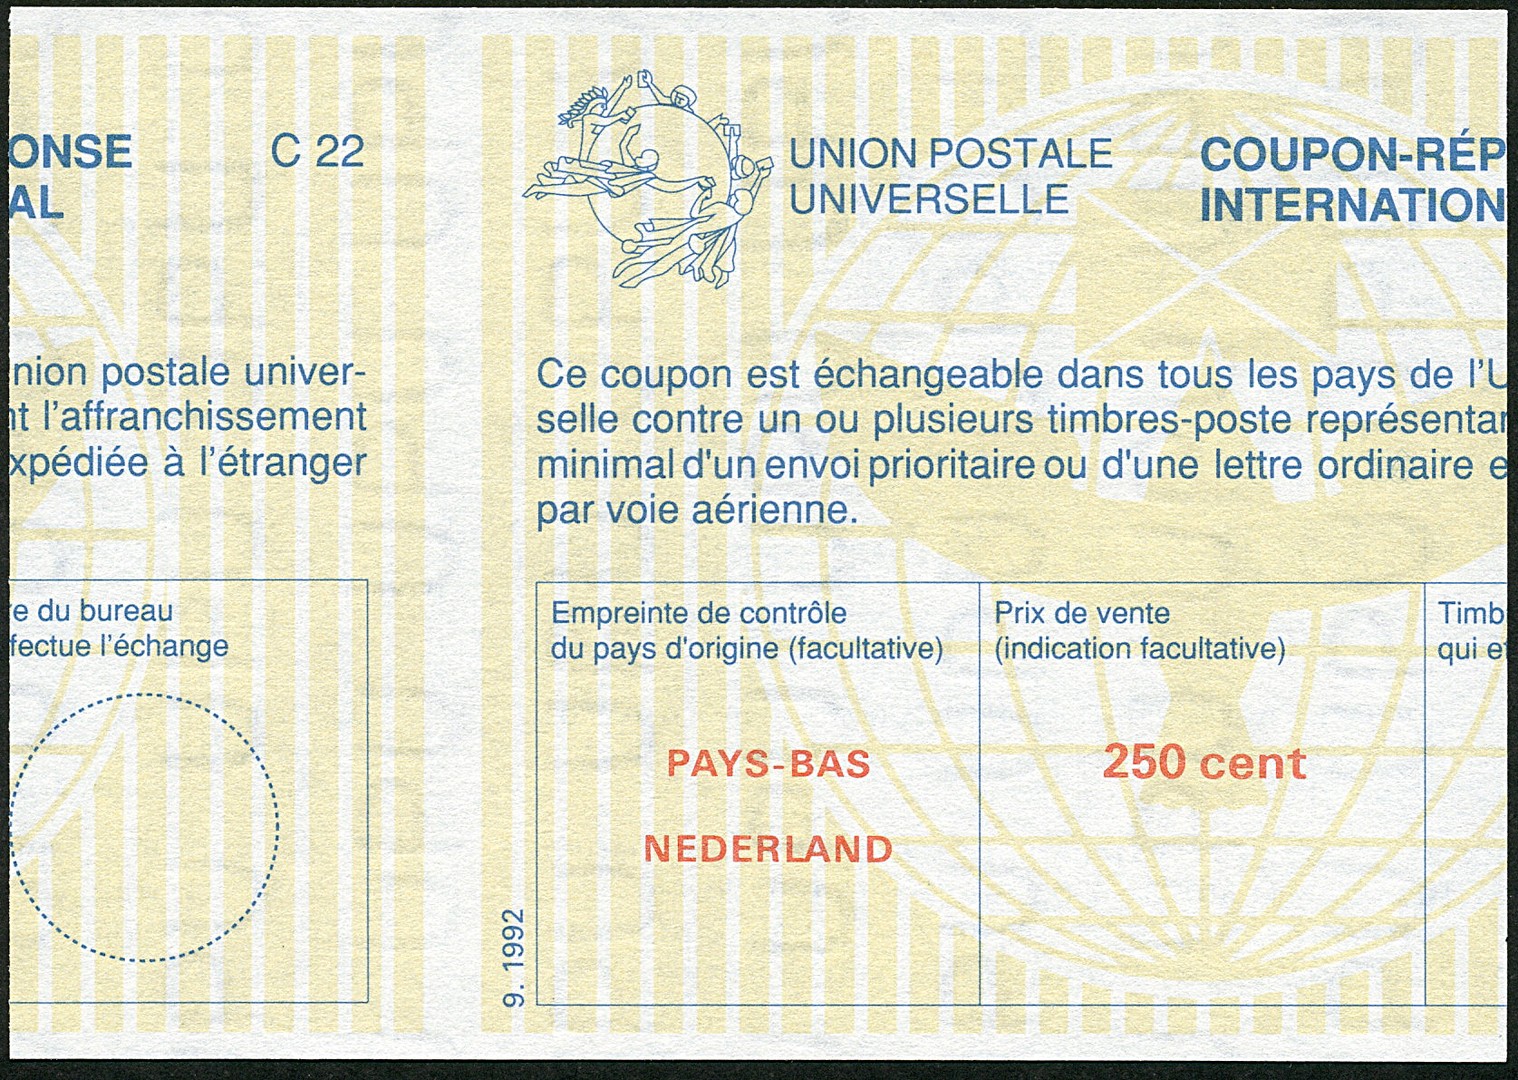 ONSE
AL
C 22
nion postale univer-
nt l'affranchissement
xpédiée à l'étranger
re du bureau
fectue l'échange
UNION POSTALE
UNIVERSELLE
COUPON-RÉP
INTERNATION
Ce coupon est échangeable dans tous les pays de l'U
selle contre un ou plusieurs timbres-poste représentan
minimal d'un envoi prioritaire ou d'une lettre ordinaire e
par voie aérienne.
Empreinte de contrôle
du pays d'origine (facultative)
Prix de vente
(indication facultative)
Timb
qui ef
PAYS-BAS
NEDERLAND
250 cent
9. 1992